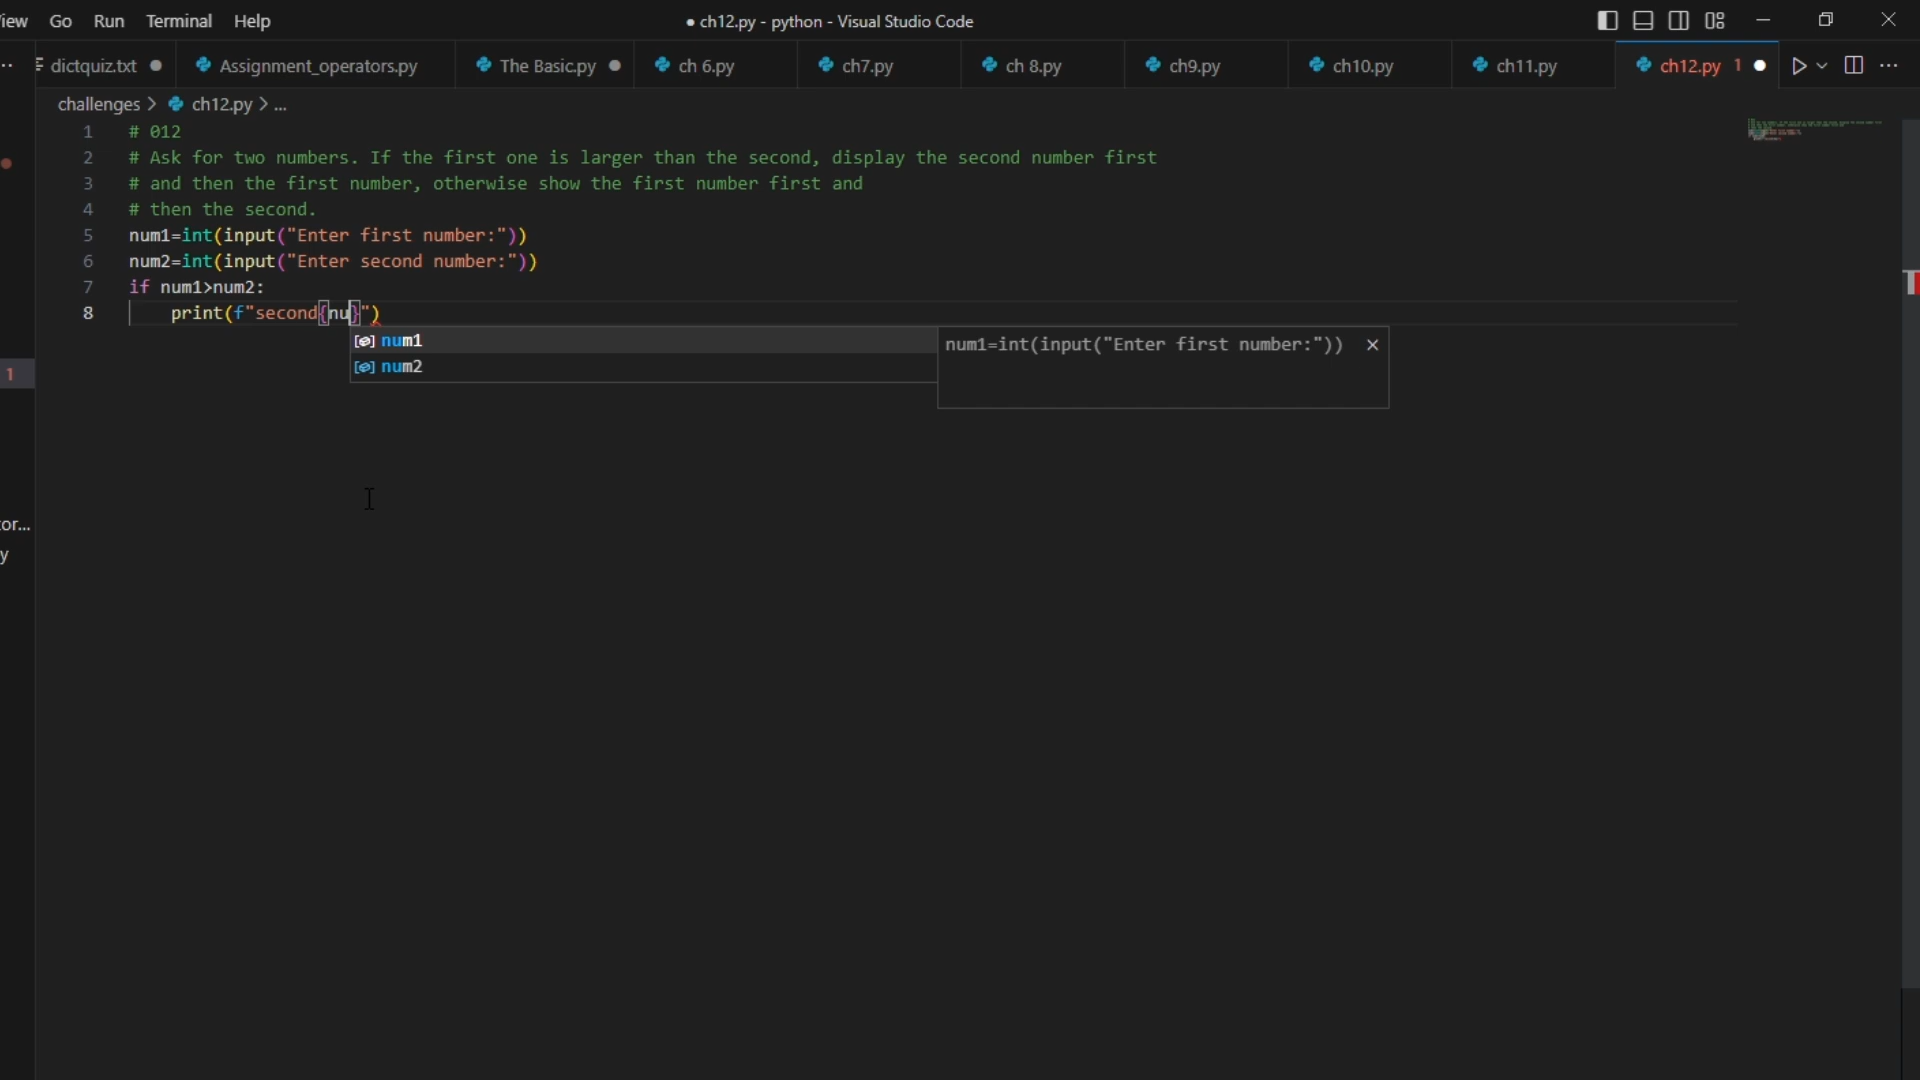 iew Go Run Terminal Help
● ch12.py - python - Visual Studio Code
dictquiz.txt ● Assignment_operators.py The Basic.py ● ch 6.py ch7.py ch 8.py ch9.py ch10.py ch11.py ch12.py 1 ●
challenges > ch12.py > ...
1 # 012
2 # Ask for two numbers. If the first one is larger than the second, display the second number first
3 # and then the first number, otherwise show the first number first and
4 # then the second.
5 num1=int(input("Enter first number:"))
6 num2=int(input("Enter second number:"))
7 if num1>num2:
8 print(f"second{nu}")
num1 num1=int(input("Enter first number:"))
num2
1
or...
y